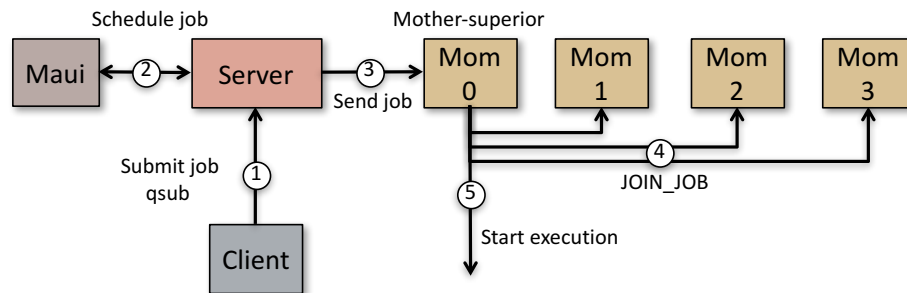 Schedule job
Mother-superior
Maui
2
Server
3
Send job
Mom
0
Mom
1
Mom
2
Mom
3
4
JOIN_JOB
Submit job
qsub
1
5
Start execution
Client